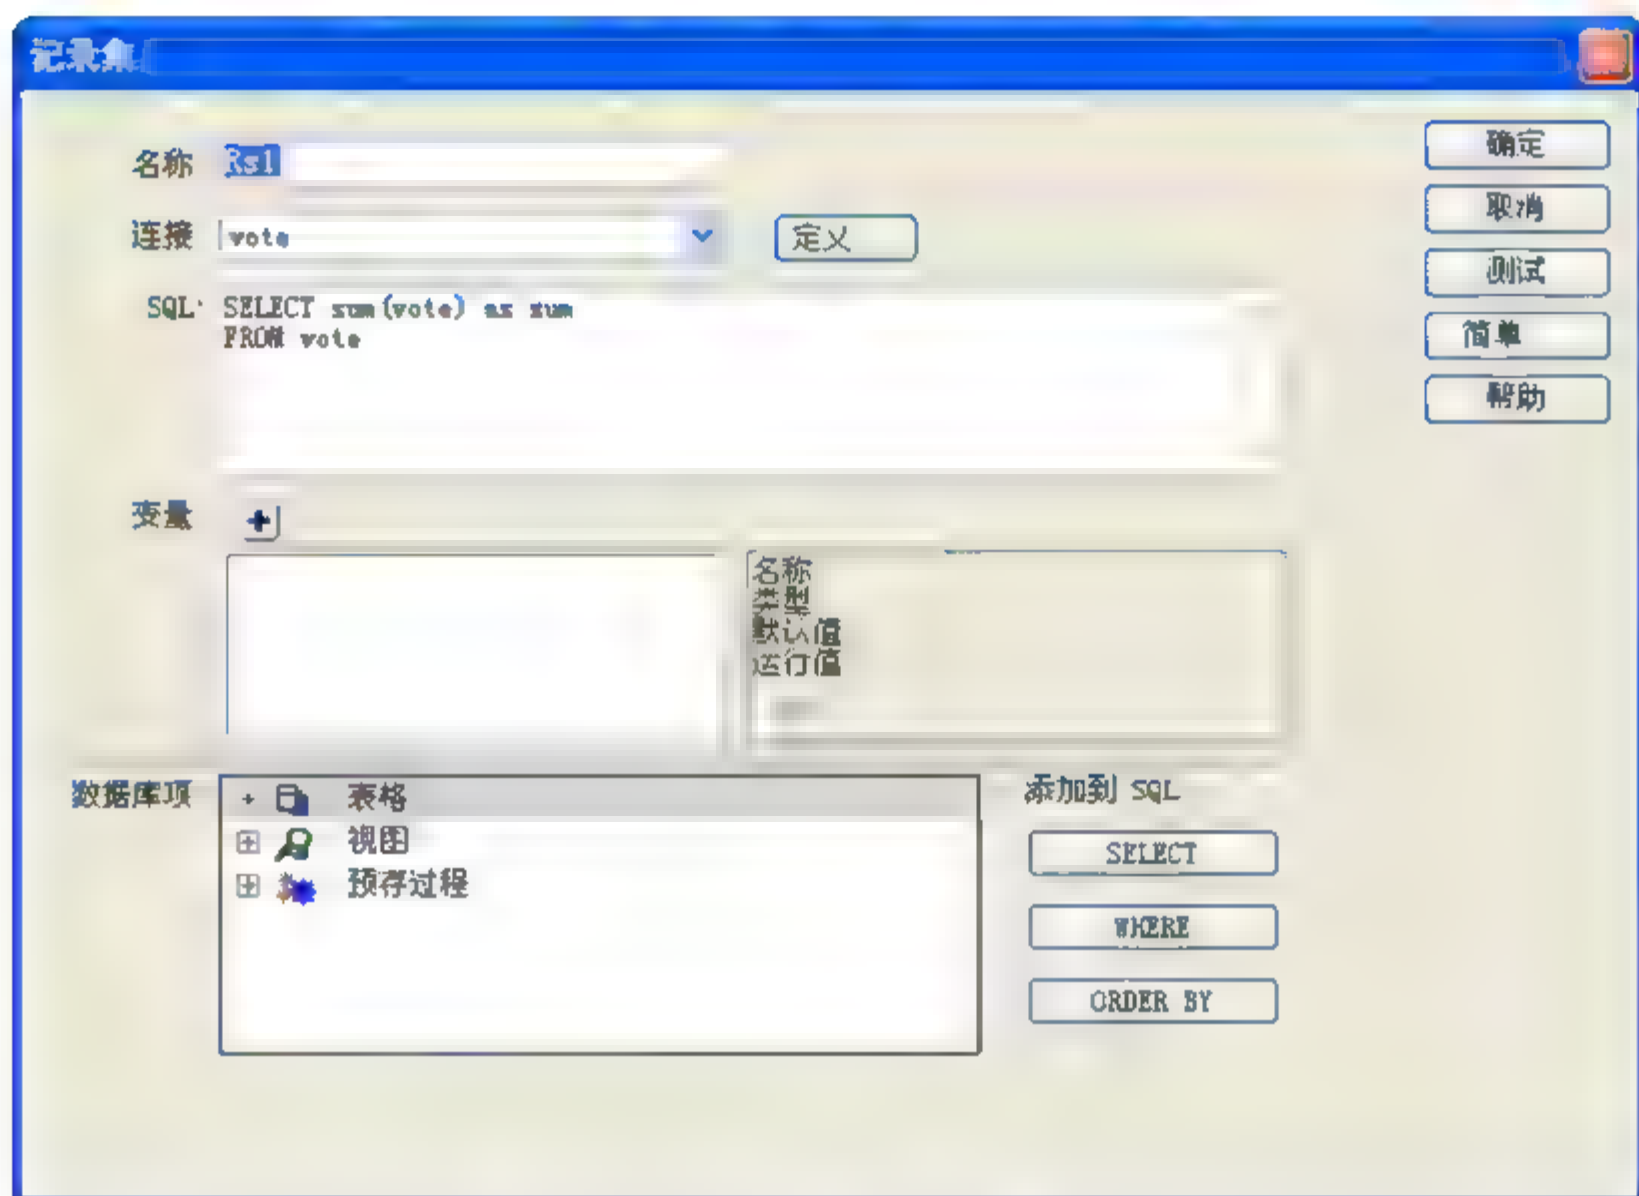 记录集
名称 Rs1
连接 vote 定义
SQL: SELECT sum(vote) as sum
FROM vote
变量
名称
类型
默认值
运行值
数据库项
表格
视图
预存过程
添加到 SQL
SELECT
WHERE
ORDER BY
确定
取消
测试
简单
帮助